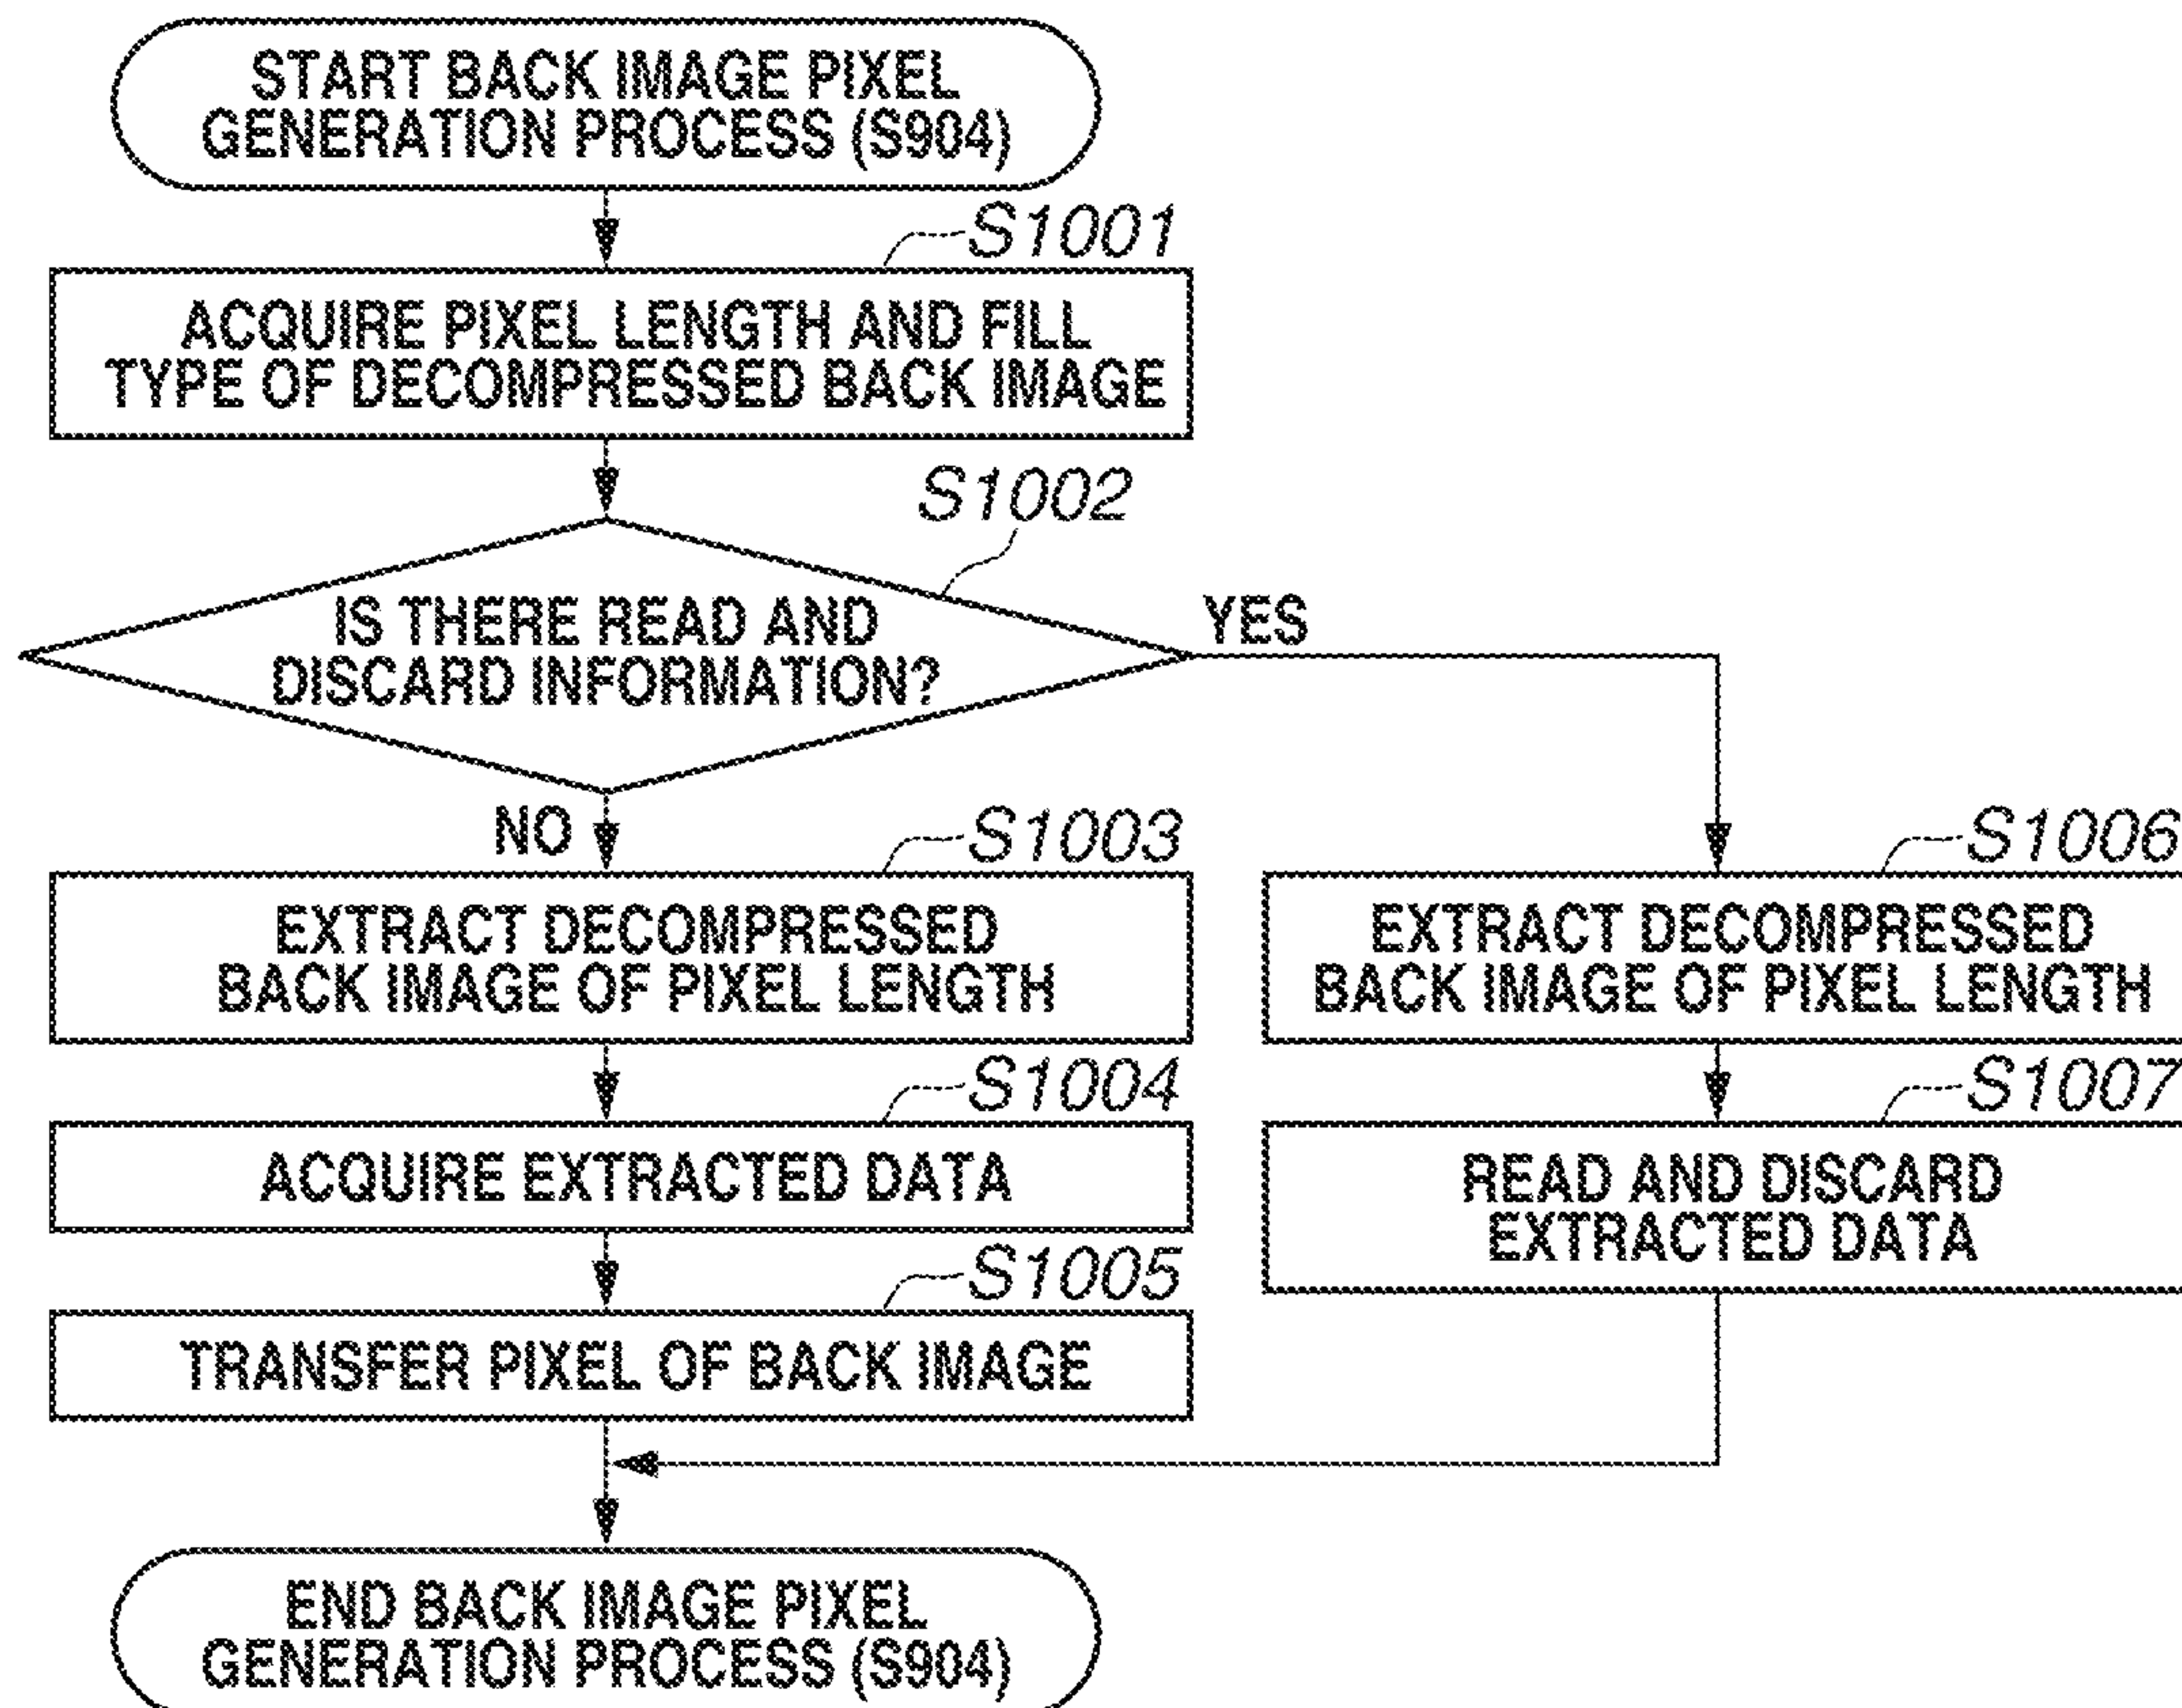 START BACK IMAGE PIXEL
GENERATION PROCESS (S904)
S1001
ACQUIRE PIXEL LENGTH AND FILL
TYPE OF DECOMPRESSED BACK IMAGE
S1002
IS THERE READ AND
DISCARD INFORMATION?
YES
NO
S1003
EXTRACT DECOMPRESSED
BACK IMAGE OF PIXEL LENGTH
S1006
EXTRACT DECOMPRESSED
BACK IMAGE OF PIXEL LENGTH
S1004
ACQUIRE EXTRACTED DATA
S1007
READ AND DISCARD
EXTRACTED DATA
S1005
TRANSFER PIXEL OF BACK IMAGE
END BACK IMAGE PIXEL
GENERATION PROCESS (S904)